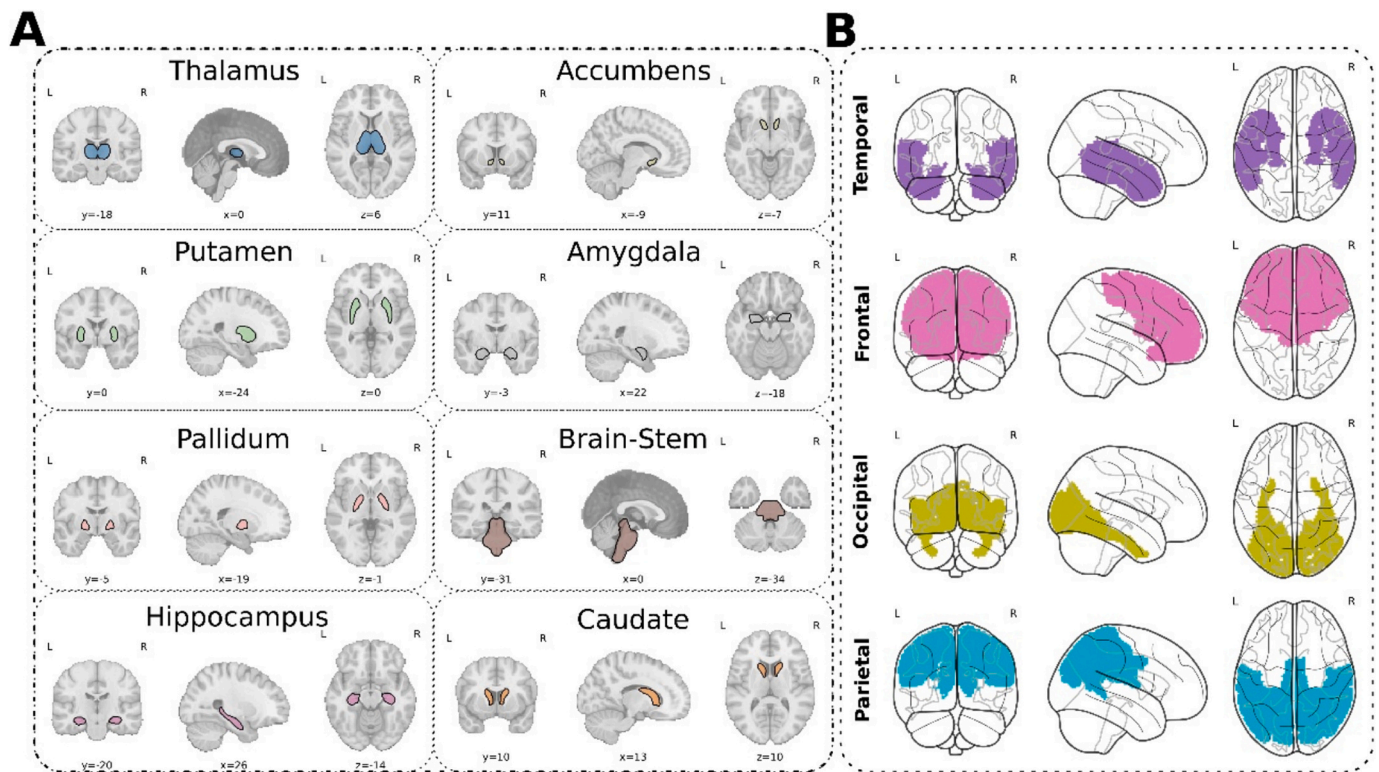 A
Thalamus
L R L R
y=-18 x=0 z=6
Accumbens
L R L R
y=11 x=-9 z=-7
Putamen
L R L R
y=0 x=-24 z=0
Amygdala
L R L R
y=-3 x=22 z=-18
Pallidum
L R L R
y=-5 x=-19 z=-1
Brain-Stem
L R L R
y=-31 x=0 z=-34
Hippocampus
L R L R
y=-20 x=26 z=-14
Caudate
L R L R
y=10 x=13 z=10
B
Temporal
L R L R
Frontal
L R L R
Occipital
L R L R
Parietal
L R L R